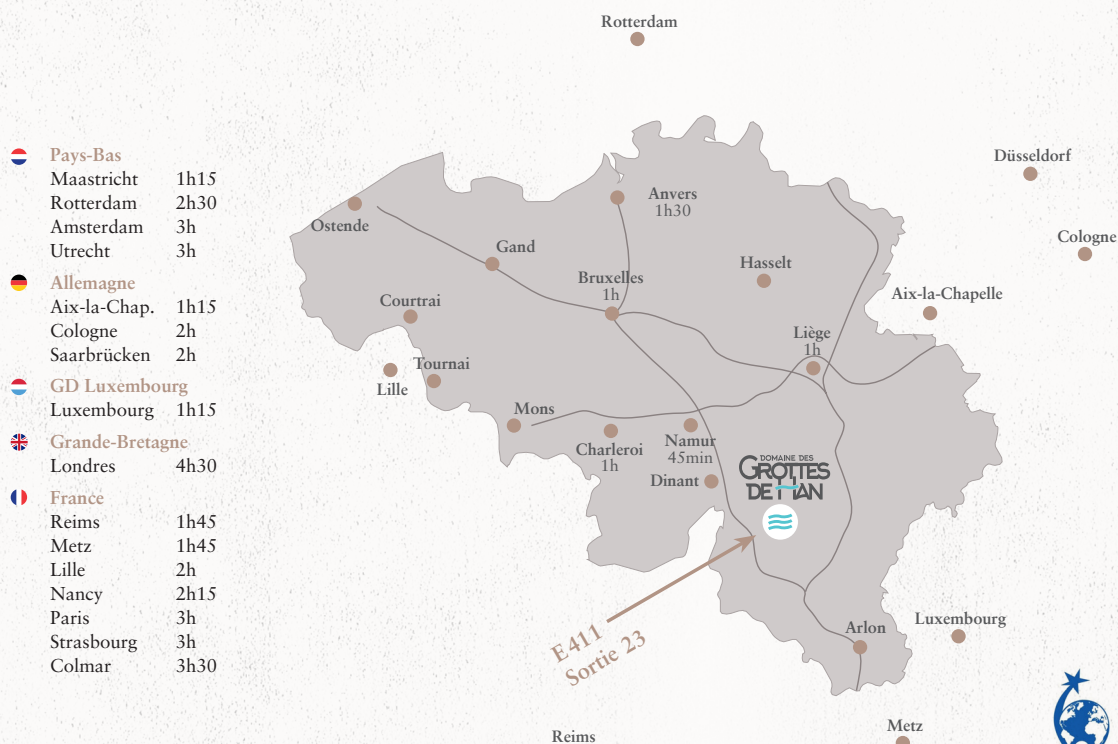 Pays-Bas
Maastricht 1h15
Rotterdam 2h30
Amsterdam 3h
Utrecht 3h
Allemagne
Aix-la-Chap. 1h15
Cologne 2h
Saarbrücken 2h
GD Luxembourg
Luxembourg 1h15
Grande-Bretagne
Londres 4h30
France
Reims 1h45
Metz 1h45
Lille 2h
Nancy 2h15
Paris 3h
Strasbourg 3h
Colmar 3h30
Rotterdam
Düsseldorf
Anvers
1h30
Ostende
Cologne
Gand
Hasselt
Bruxelles
1h
Aix-la-Chapelle
Courtrai
Liège
1h
Tournai
Lille
Mons
Charleroi
1h
Namur
45min
Dinant
DOMAINE DES
GROTTES
DE HAN
E411
Sortie 23
Arlon
Luxembourg
Metz
Reims